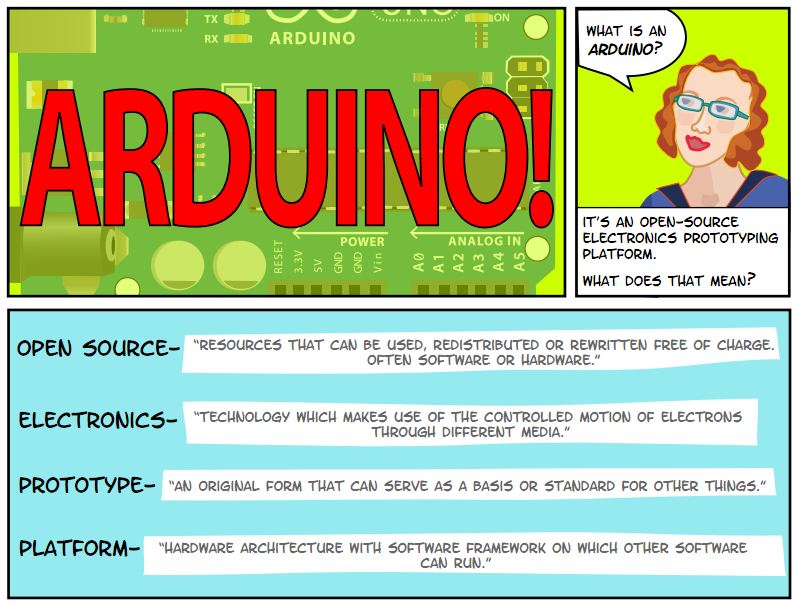 TX
RX
ARDUINO
UNO
ON
ARDUINO!
RESET
3.3V
5V
GND
GND
Vin
POWER
ANALOG IN
A0
A1
A2
A3
A4
A5
WHAT IS AN
ARDUINO?
IT'S AN OPEN-SOURCE
ELECTRONICS PROTOTYPING
PLATFORM.
WHAT DOES THAT MEAN?
OPEN SOURCE- "RESOURCES THAT CAN BE USED, REDISTRIBUTED OR REWRITTEN FREE OF CHARGE.
OFTEN SOFTWARE OR HARDWARE."
ELECTRONICS- "TECHNOLOGY WHICH MAKES USE OF THE CONTROLLED MOTION OF ELECTRONS
THROUGH DIFFERENT MEDIA."
PROTOTYPE- "AN ORIGINAL FORM THAT CAN SERVE AS A BASIS OR STANDARD FOR OTHER THINGS."
PLATFORM- "HARDWARE ARCHITECTURE WITH SOFTWARE FRAMEWORK ON WHICH OTHER SOFTWARE
CAN RUN."